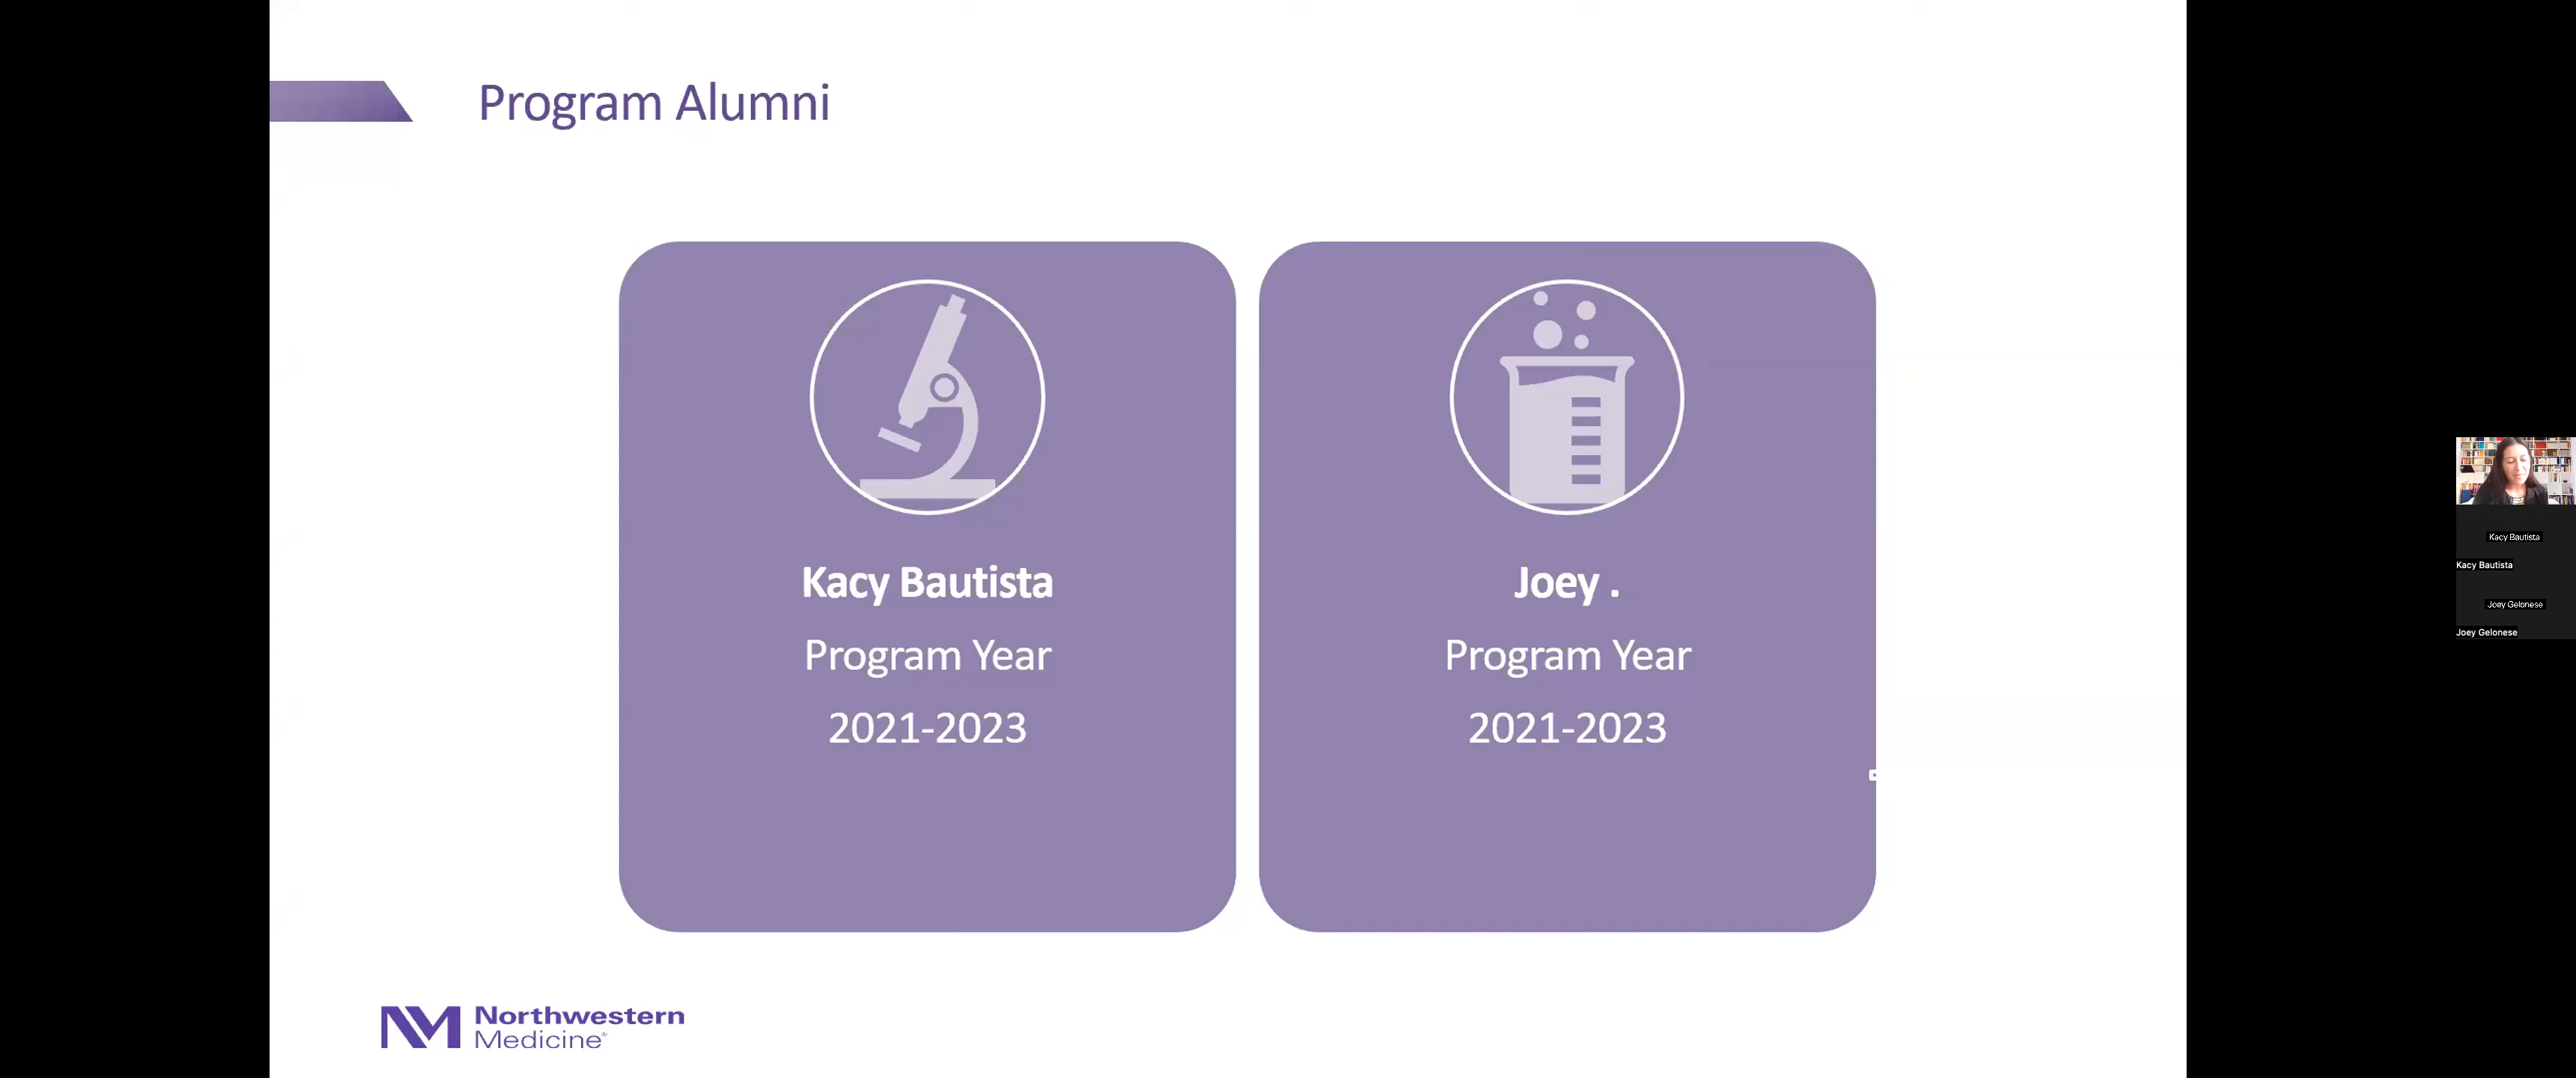 Program Alumni
Kacy Bautista
Program Year
2021-2023
Joey .
Program Year
2021-2023
Northwestern
Medicine®
Kacy Bautista
Kacy Bautista
Joey Gelonese
Joey Gelonese